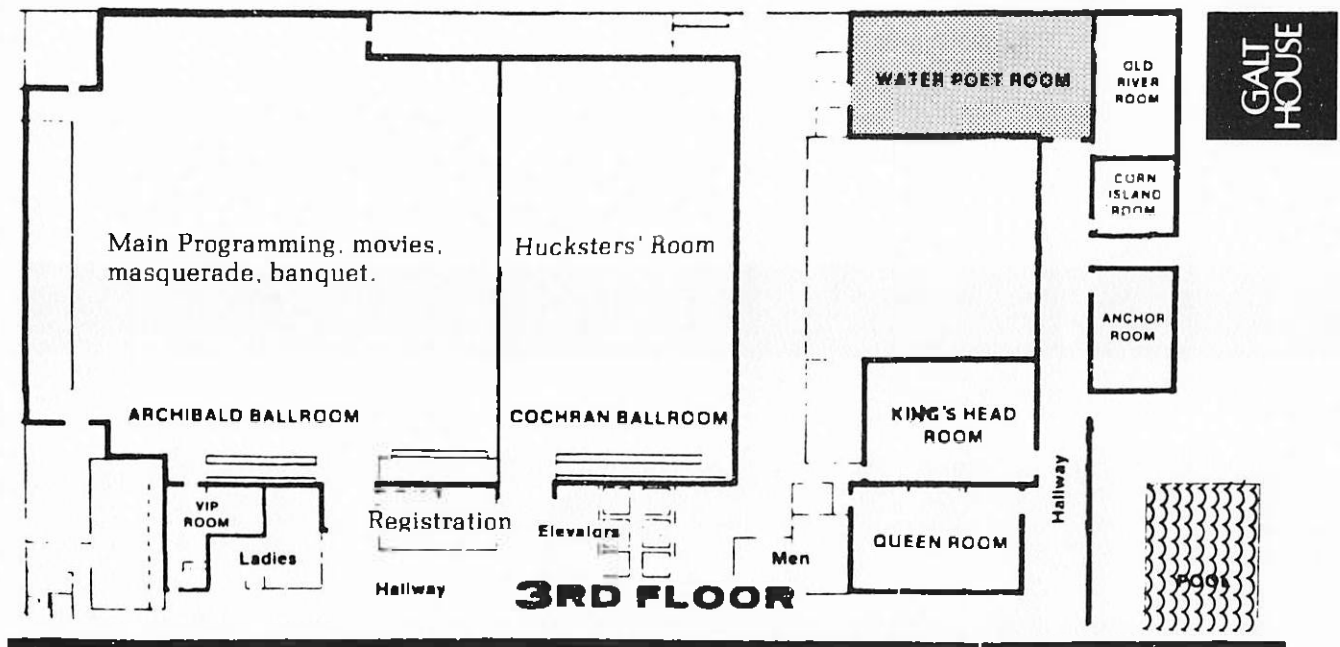 WATER POET ROOM
OLD
RIVER
ROOM
GALT
HOUSE
CORN
ISLAND
ROOM
Main Programming, movies,
masquerade, banquet.
Hucksters' Room
ANCHOR
ROOM
ARCHIBALD BALLROOM
COCHRAN BALLROOM
KING'S HEAD
ROOM
VIP
ROOM
Registration
Elevators
Hallway
Ladies
Men
QUEEN ROOM
POOL
Hallway
3RD FLOOR